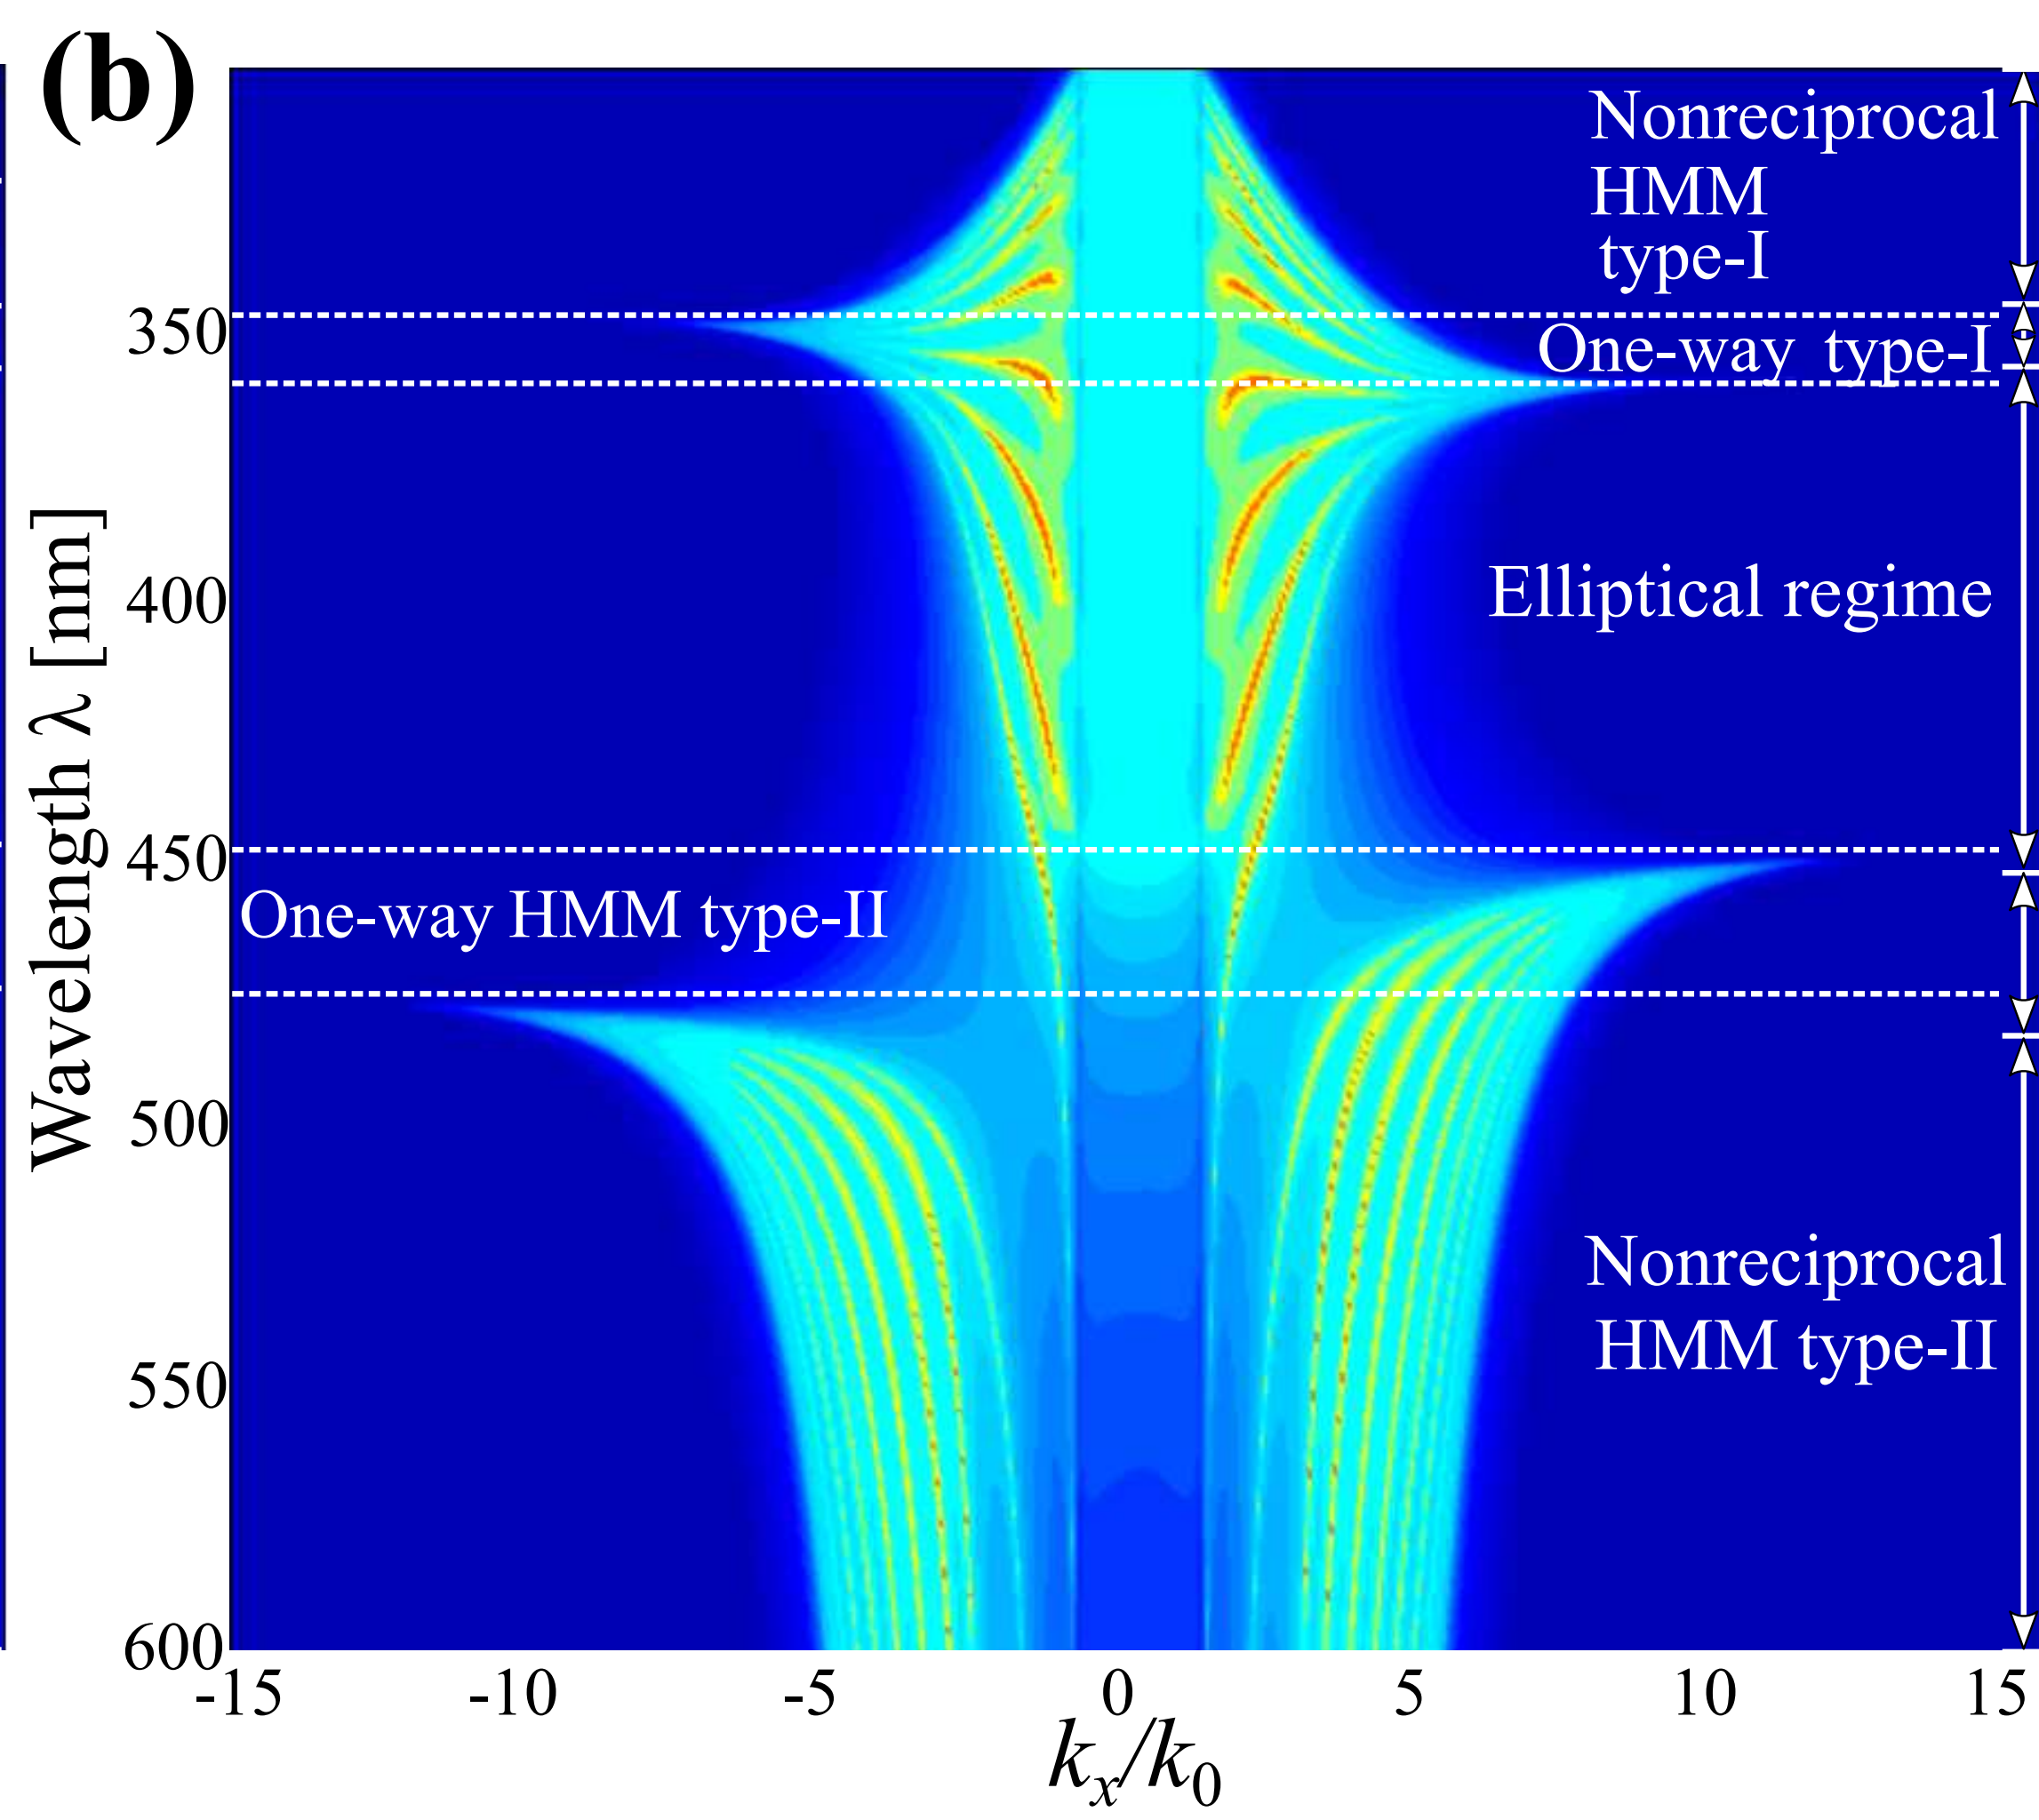 (b)
Nonreciprocal
HMM
type-I
350
One-way type-I
400
Elliptical regime
450
One-way HMM type-II
500
Nonreciprocal
550
HMM type-II
600
-15 -10 -5 0 5 10 15
kx/k0
Wavelength λ [nm]